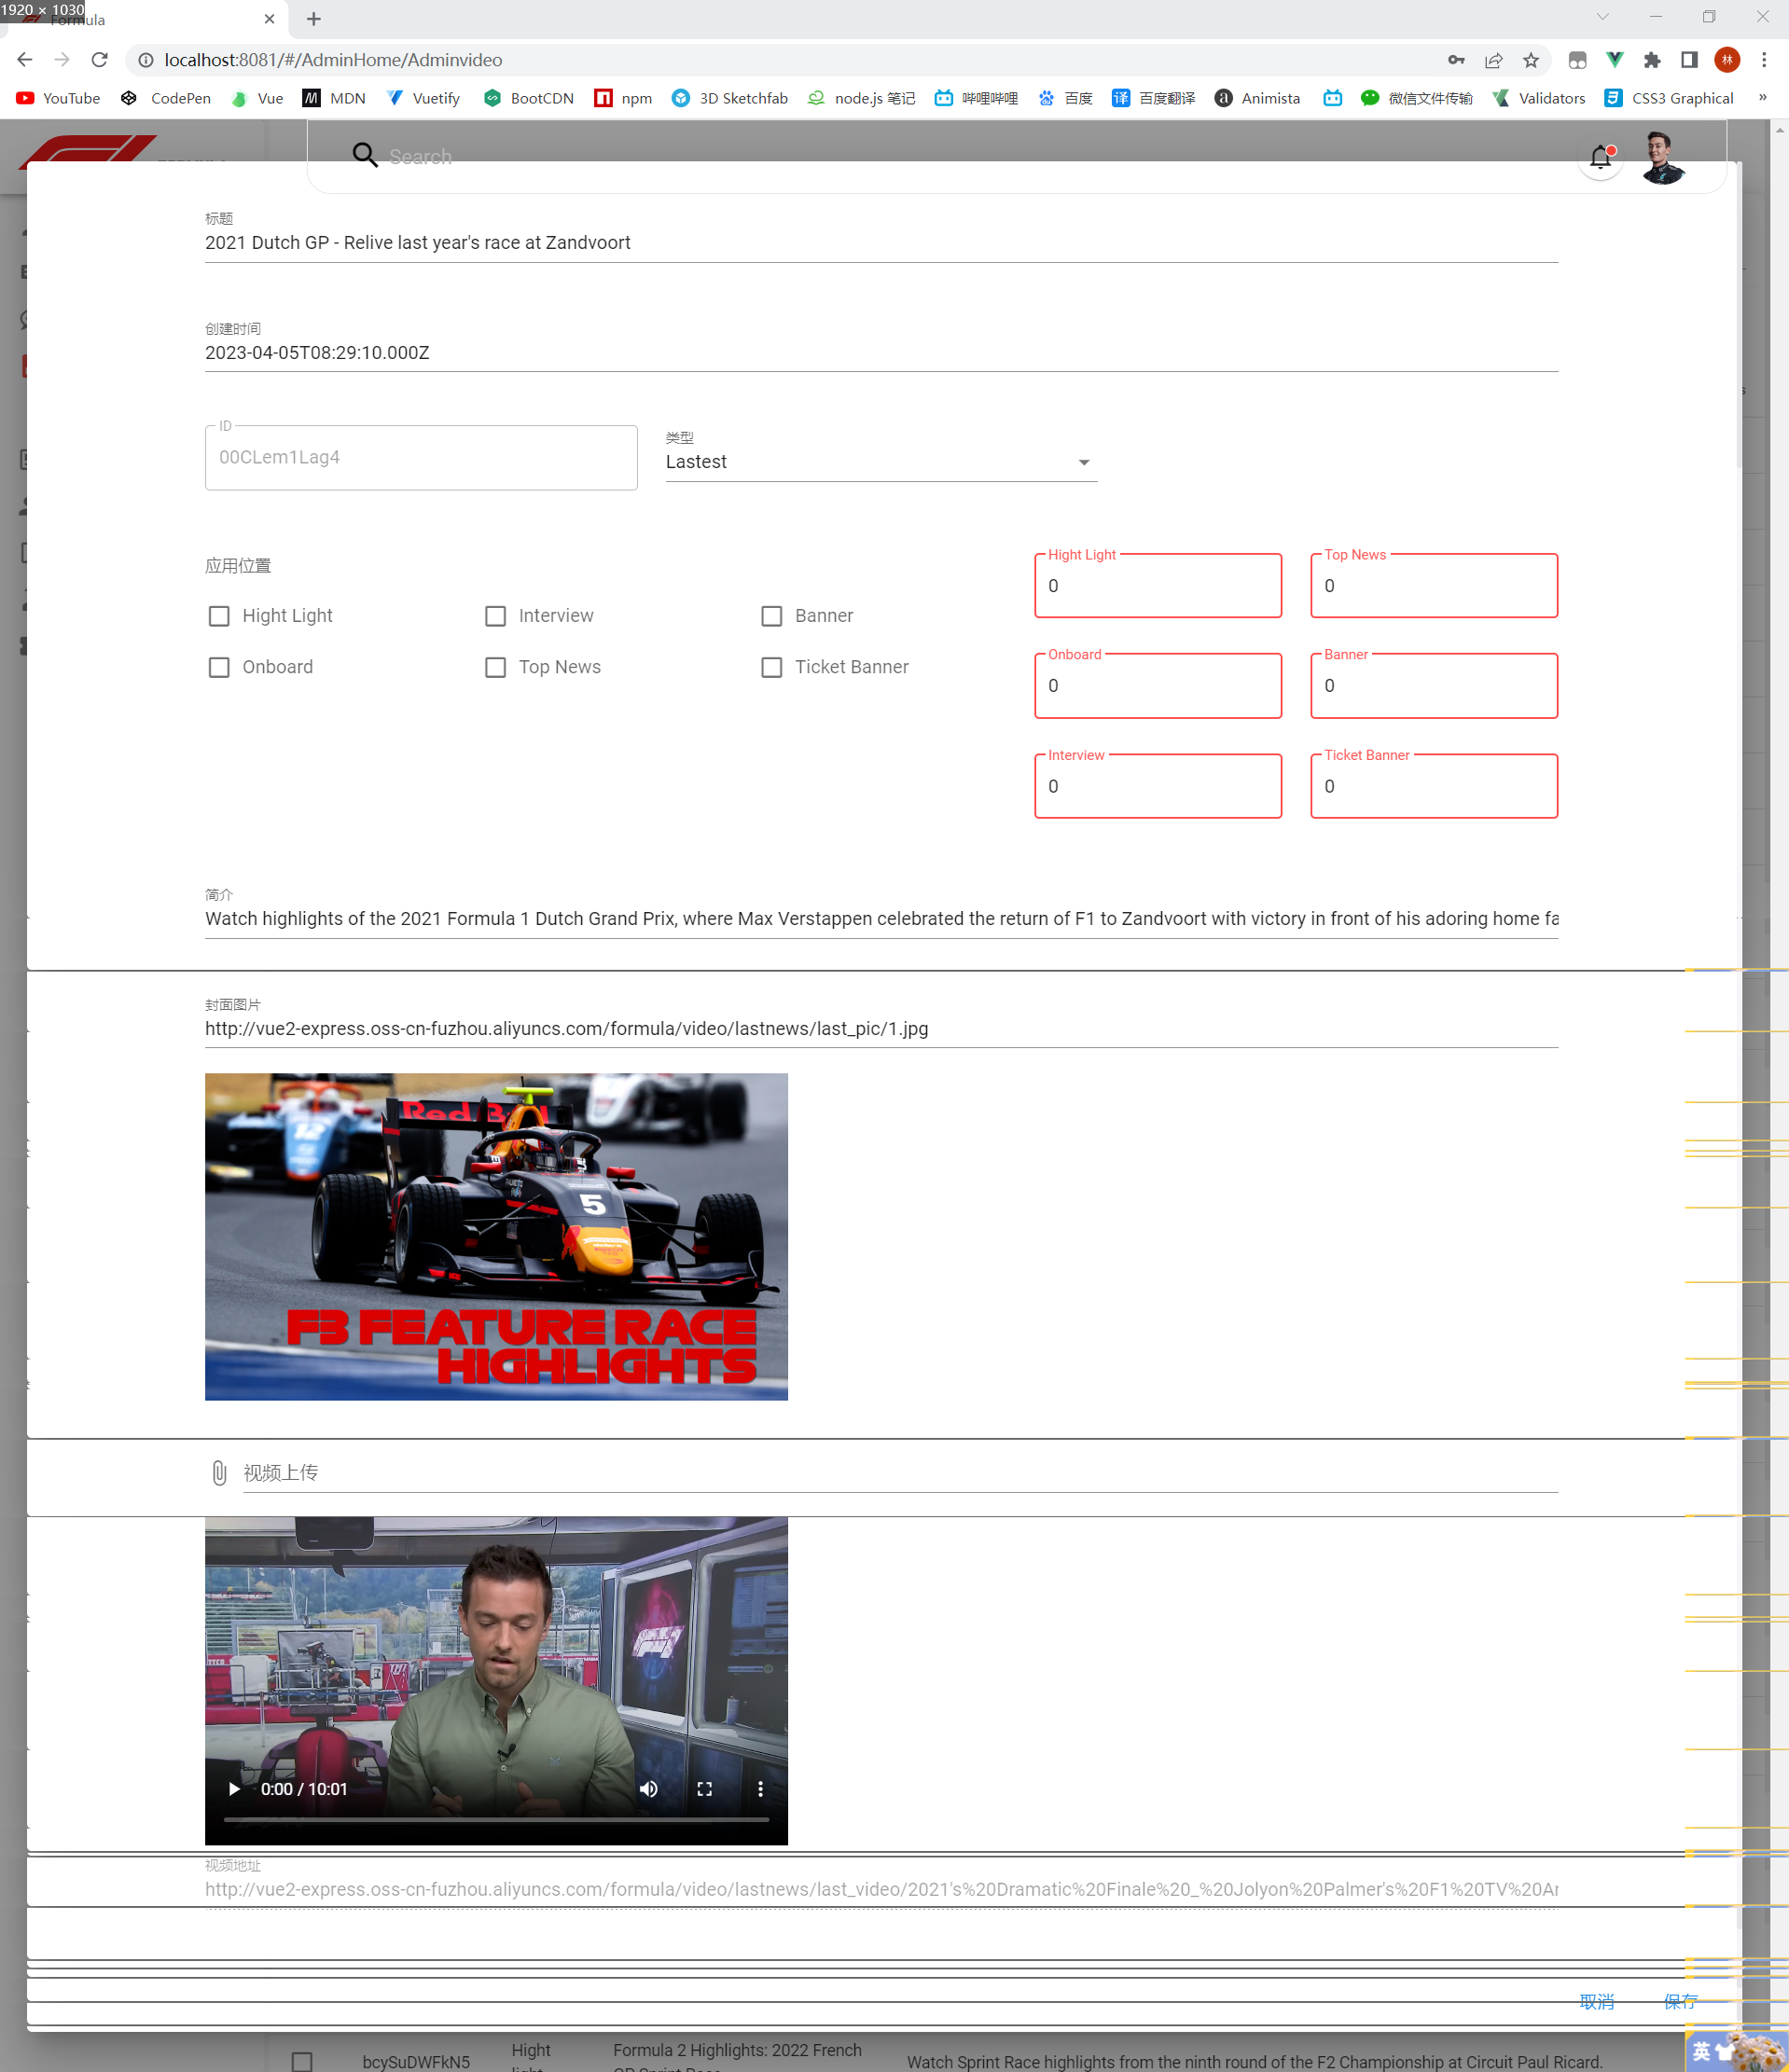 1920 × 1030
Formula
localhost:8081/#/AdminHome/Adminvideo
林
YouTube CodePen Vue MDN Vuetify BootCDN npm 3D Sketchfab node.js 笔记 哔哩哔哩 百度 百度翻译 Animista 微信文件传输 Validators CSS3 Graphical »
Search
标题
2021 Dutch GP - Relive last year's race at Zandvoort
创建时间
2023-04-05T08:29:10.000Z
ID
00CLem1Lag4
类型
Lastest
应用位置
Hight Light Interview Banner
Onboard Top News Ticket Banner
Hight Light
0
Top News
0
Onboard
0
Banner
0
Interview
0
Ticket Banner
0
简介
Watch highlights of the 2021 Formula 1 Dutch Grand Prix, where Max Verstappen celebrated the return of F1 to Zandvoort with victory in front of his adoring home fa
封面图片
http://vue2-express.oss-cn-fuzhou.aliyuncs.com/formula/video/lastnews/last_pic/1.jpg
12
Red Bull
5
F3 FEATURE RACE
HIGHLIGHTS
视频上传
0:00 / 10:01
视频地址
http://vue2-express.oss-cn-fuzhou.aliyuncs.com/formula/video/lastnews/last_video/2021's%20Dramatic%20Finale%20_%20Jolyon%20Palmer's%20F1%20TV%20Ar
取消 保存
bcySuDWFkN5
Hight
Formula 2 Highlights: 2022 French
Watch Sprint Race highlights from the ninth round of the F2 Championship at Circuit Paul Ricard.
英